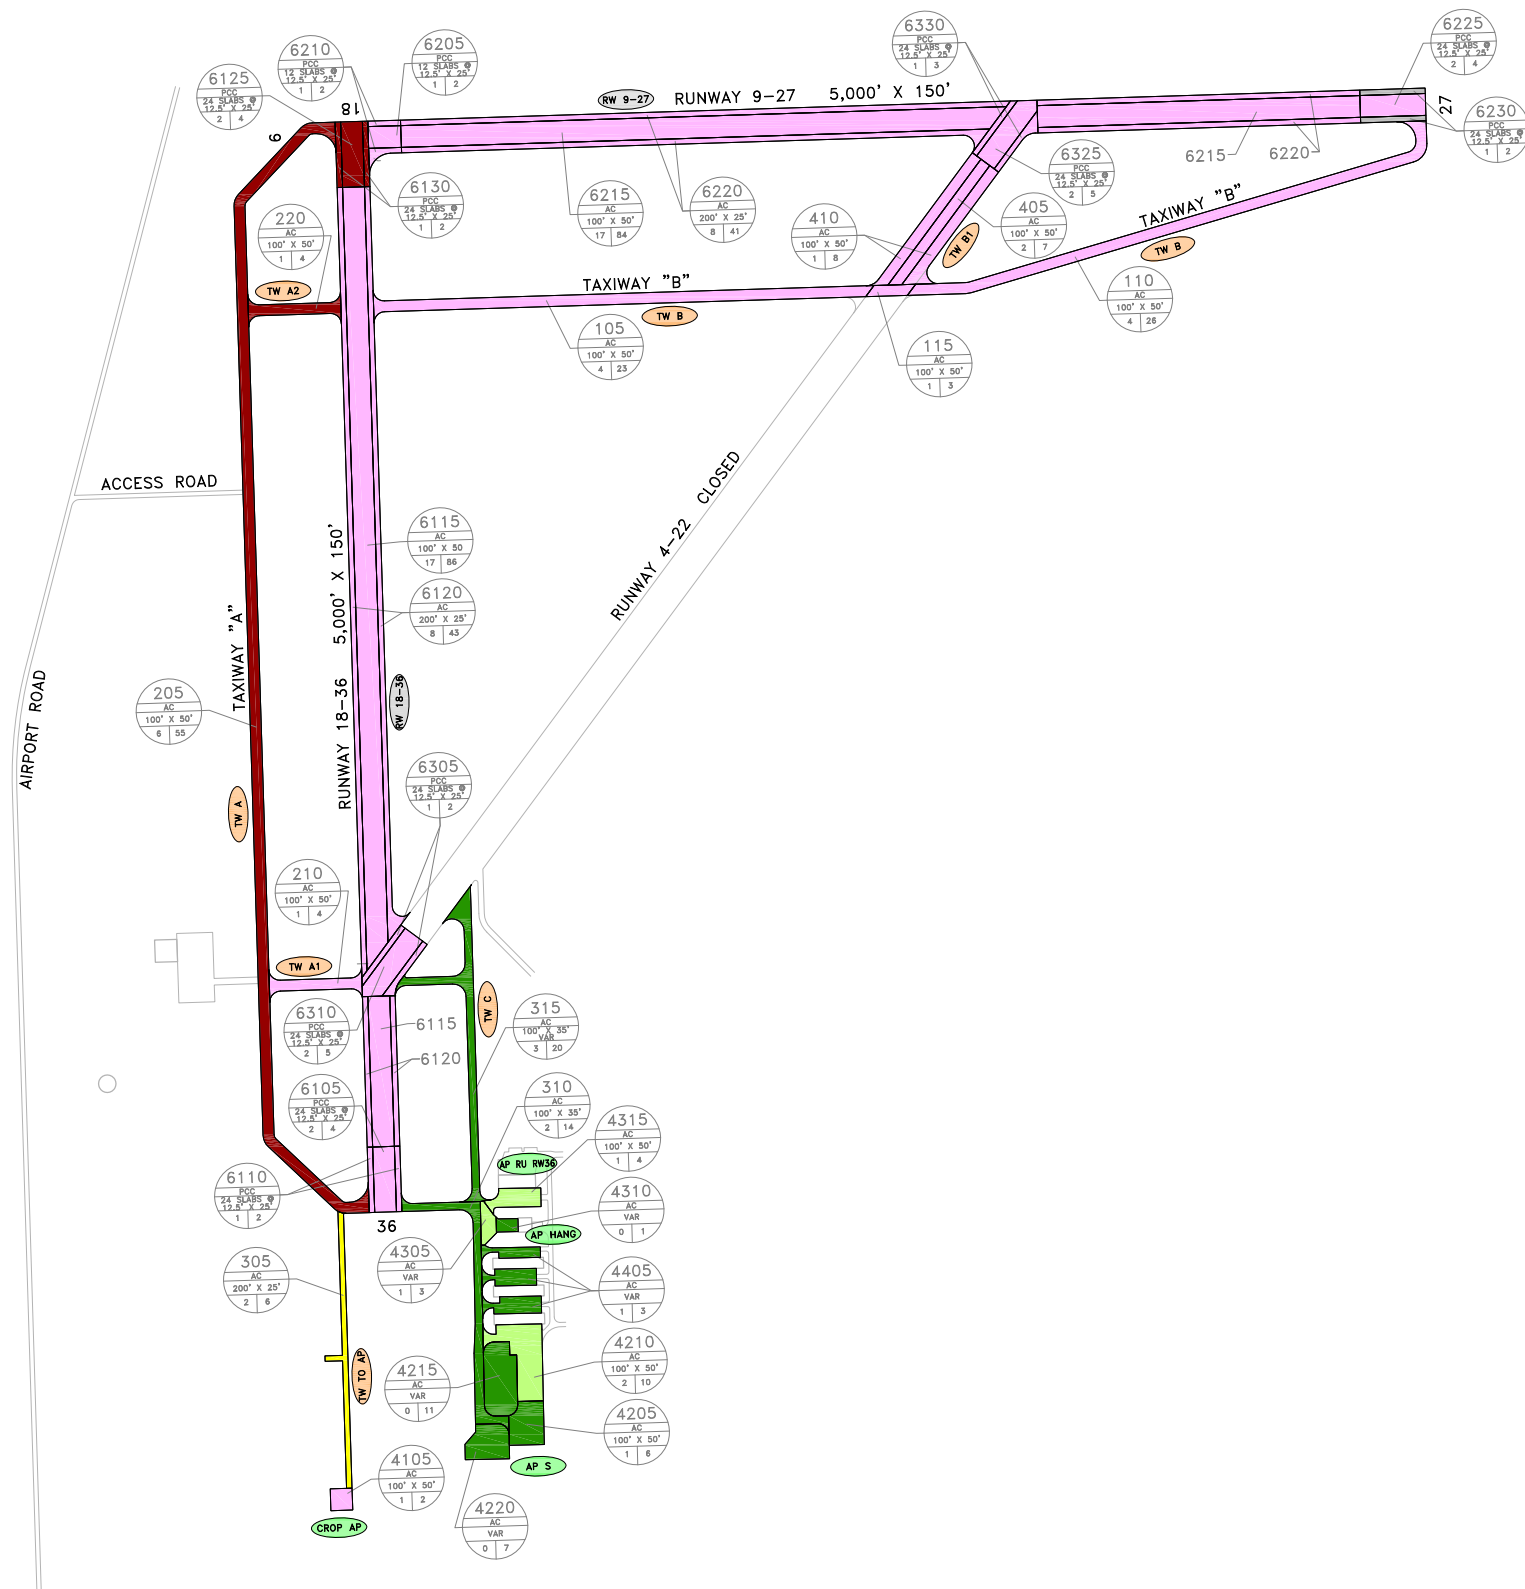 6330
PCC
24 SLABS @
12.5' X 25'
1 3
6225
PCC
24 SLABS @
12.5' X 25'
2 4
6210
PCC
12 SLABS @
12.5' X 25'
1 2
6205
PCC
12 SLABS @
12.5' X 25'
1 2
6125
PCC
24 SLABS @
12.5' X 25'
2 4
18
9
RW 9-27
RUNWAY 9-27 5,000' X 150'
27
6230
PCC
24 SLABS @
12.5' X 25'
1 2
6215
6220
6325
PCC
24 SLABS @
12.5' X 25'
2 5
6130
PCC
24 SLABS @
12.5' X 25'
1 2
6215
AC
100' X 50'
17 84
6220
AC
200' X 25'
8 41
220
AC
100' X 50'
1 4
410
AC
100' X 50'
1 8
405
AC
100' X 50'
2 7
TW B1
TAXIWAY "B"
TW B
TW A2
TAXIWAY "B"
TW B
110
AC
100' X 50'
4 26
105
AC
100' X 50'
4 23
115
AC
100' X 50'
1 3
ACCESS ROAD
RUNWAY 4-22 CLOSED
6115
AC
100' X 50
17 86
6120
AC
200' X 25'
8 43
RUNWAY 18-36 5,000' X 150'
TAXIWAY "A"
AIRPORT ROAD
205
AC
100' X 50'
6 55
RW 18-36
TW A
6305
PCC
24 SLABS @
12.5' X 25'
1 2
210
AC
100' X 50'
1 4
TW A1
TW C
6310
PCC
24 SLABS @
12.5' X 25'
2 5
6115
6120
315
AC
100' X 35'
VAR
3 20
6105
PCC
24 SLABS @
12.5' X 25'
2 4
310
AC
100' X 35'
2 14
4315
AC
100' X 50'
1 4
AP RU RW36
6110
PCC
24 SLABS @
12.5' X 25'
1 2
4310
AC
VAR
0 1
36
AP HANG
4305
AC
VAR
1 3
305
AC
200' X 25'
2 6
4405
AC
VAR
1 3
4210
AC
100' X 50'
2 10
TW TO AP
4215
AC
VAR
0 11
4205
AC
100' X 50'
1 6
AP S
4105
AC
100' X 50'
1 2
4220
AC
VAR
0 7
CROP AP